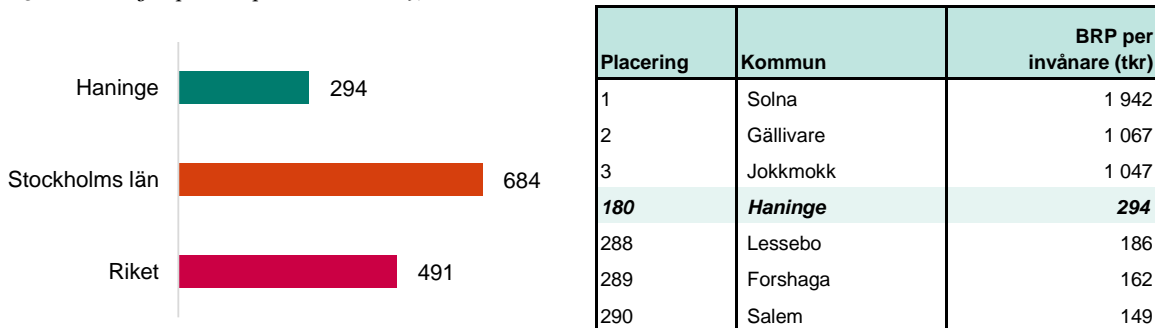 Haninge
294
Stockholms län
684
Riket
491
BRP per
Placering Kommun invånare (tkr)
1 Solna 1 942
2 Gällivare 1 067
3 Jokkmokk 1 047
180 Haninge 294
288 Lessebo 186
289 Forshaga 162
290 Salem 149